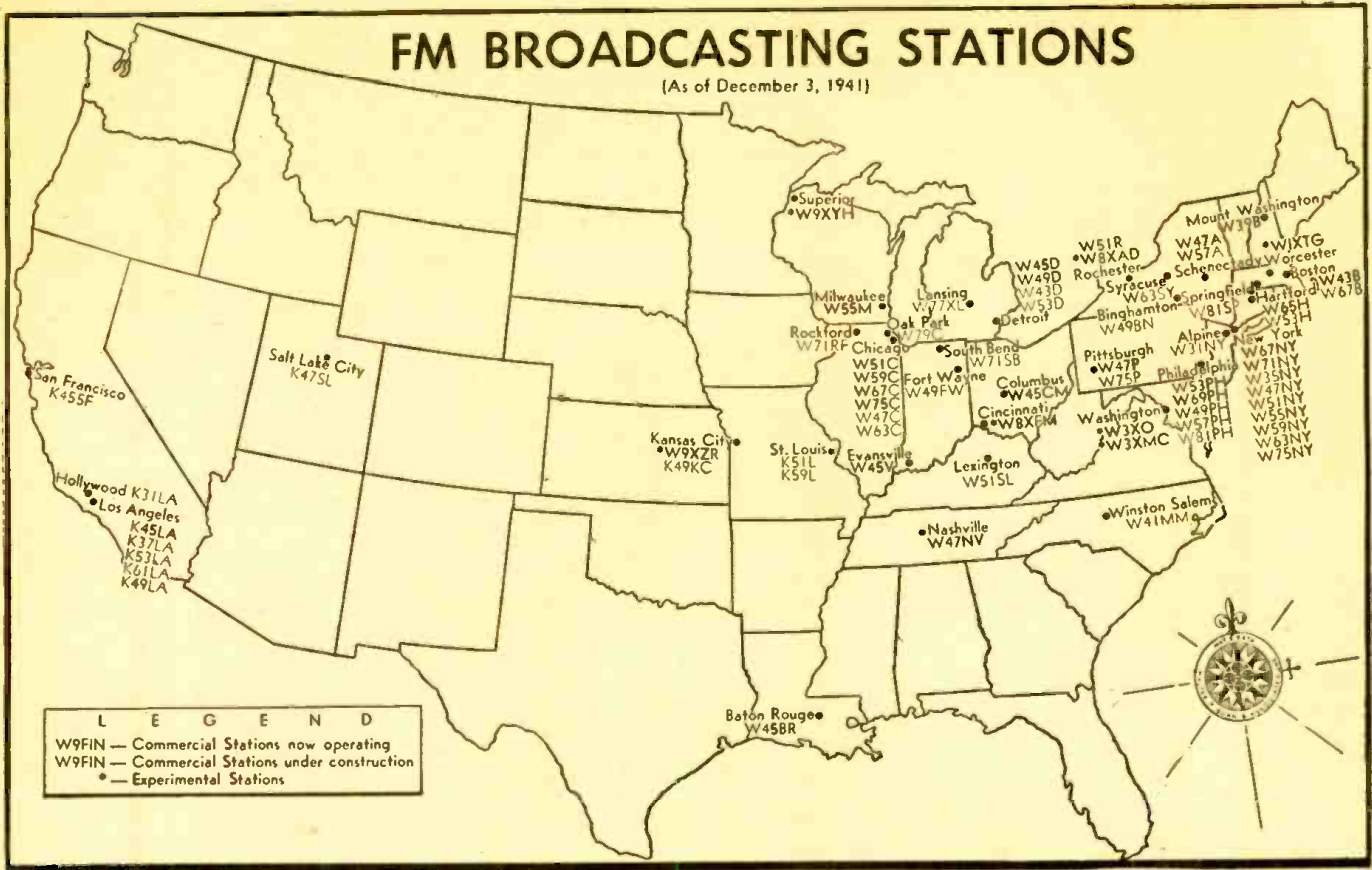 FM BROADCASTING STATIONS
(As of December 3, 1941)
Superior
W9XYH
Milwaukee
W55M
Lansing
W77XL
W45D
W49D
W43D
W53D
Detroit
Rockford
W71RF
Oak Park
W79C
Chicago
W51C
W59C
W67C
W75C
W47C
W63C
South Bend
W71SB
Fort Wayne
W49FW
Columbus
W45CM
Cincinnati
W8XFM
Evansville
W45V
Lexington
W51SL
W51R
W8XAD
Rochester
Syracuse
W63SY
Binghamton
W49BN
W47A
W57A
Schenectady
Mount Washington
W39B
W1XTG
Worcester
Boston
W43B
W67B
Springfield
W81SP
Hartford
W65H
W53H
Alpine
W31NY
New York
W67NY
W71NY
W35NY
W47NY
W51NY
W55NY
W59NY
W63NY
W75NY
Pittsburgh
W47P
W75P
Philadelphia
W53PH
W69PH
W49PH
W57PH
W81PH
Washington
W3XO
W3XMC
Winston Salem
W41MM
Nashville
W47NV
Salt Lake City
K47SL
San Francisco
K45SF
Hollywood K31LA
Los Angeles
K45LA
K37LA
K53LA
K61LA
K49LA
Kansas City
W9XZR
K49KC
St. Louis
K51L
K59L
Baton Rouge
W45BR
LEGEND
W9FIN — Commercial Stations now operating
W9FIN — Commercial Stations under construction
• — Experimental Stations